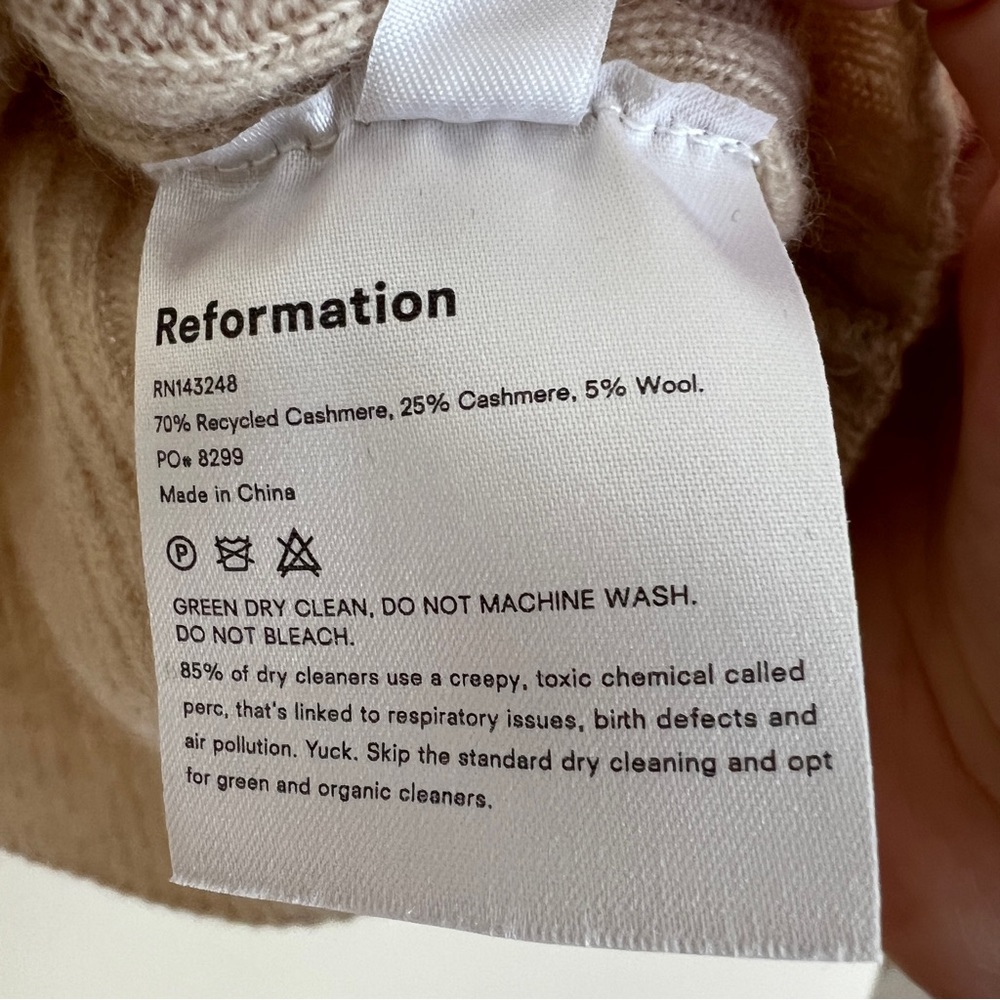 Reformation
RN143248
70% Recycled Cashmere, 25% Cashmere, 5% Wool.
PO# 8299
Made in China
P
GREEN DRY CLEAN, DO NOT MACHINE WASH.
DO NOT BLEACH.
85% of dry cleaners use a creepy, toxic chemical called
perc, that's linked to respiratory issues, birth defects and
air pollution. Yuck. Skip the standard dry cleaning and opt
for green and organic cleaners.